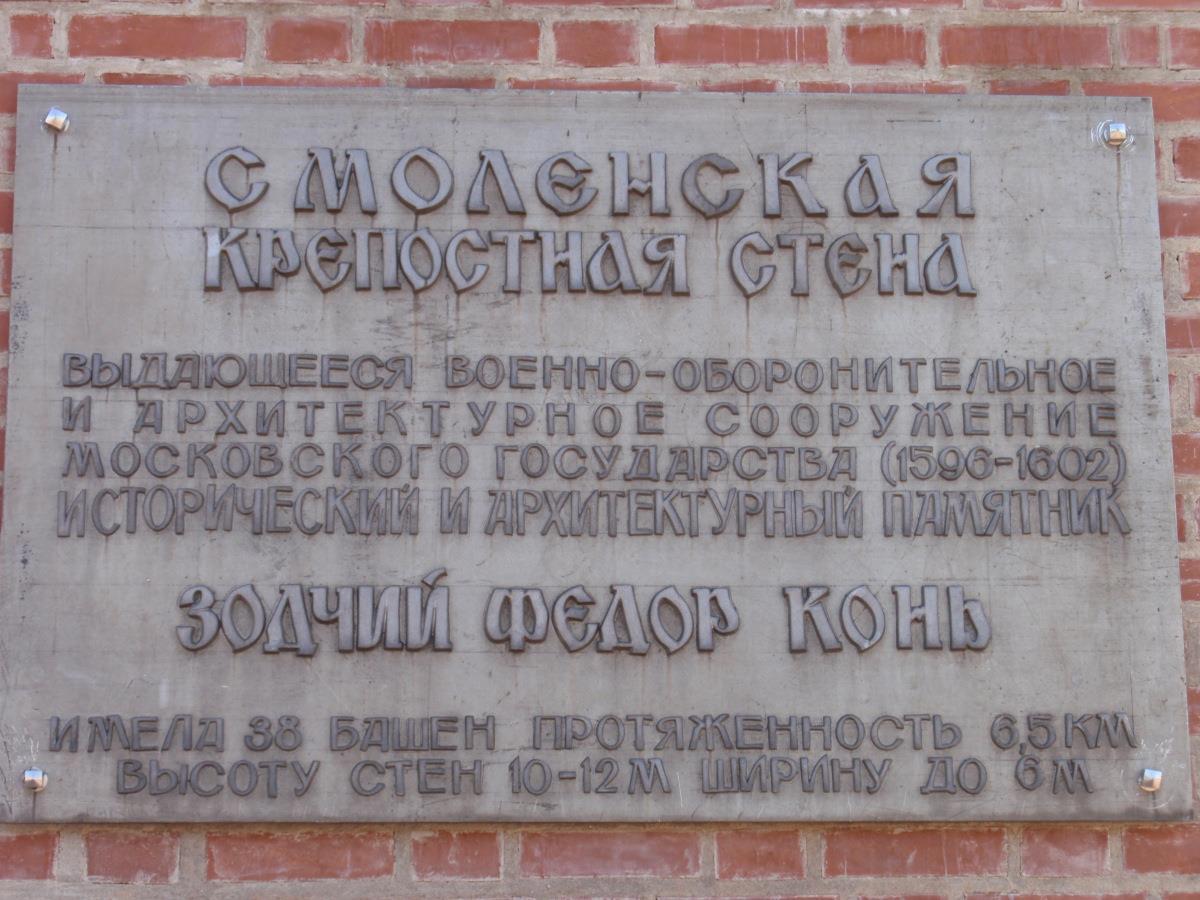 СМОЛЕНСКАЯ
КРЕПОСТНАЯ СТЕНА
ВЫДАЮЩЕЕСЯ ВОЕННО-ОБОРОНИТЕЛЬНОЕ
И АРХИТЕКТУРНОЕ СООРУЖЕНИЕ
МОСКОВСКОГО ГОСУДАРСТВА (1596-1602)
ИСТОРИЧЕСКИЙ И АРХИТЕКТУРНЫЙ ПАМЯТНИК
ЗОДЧИЙ ФЕДОР КОНЬ
ИМЕЛА 38 БАШЕН ПРОТЯЖЕННОСТЬ 6,5 КМ
ВЫСОТУ СТЕН 10-12 М ШИРИНУ ДО 6 М